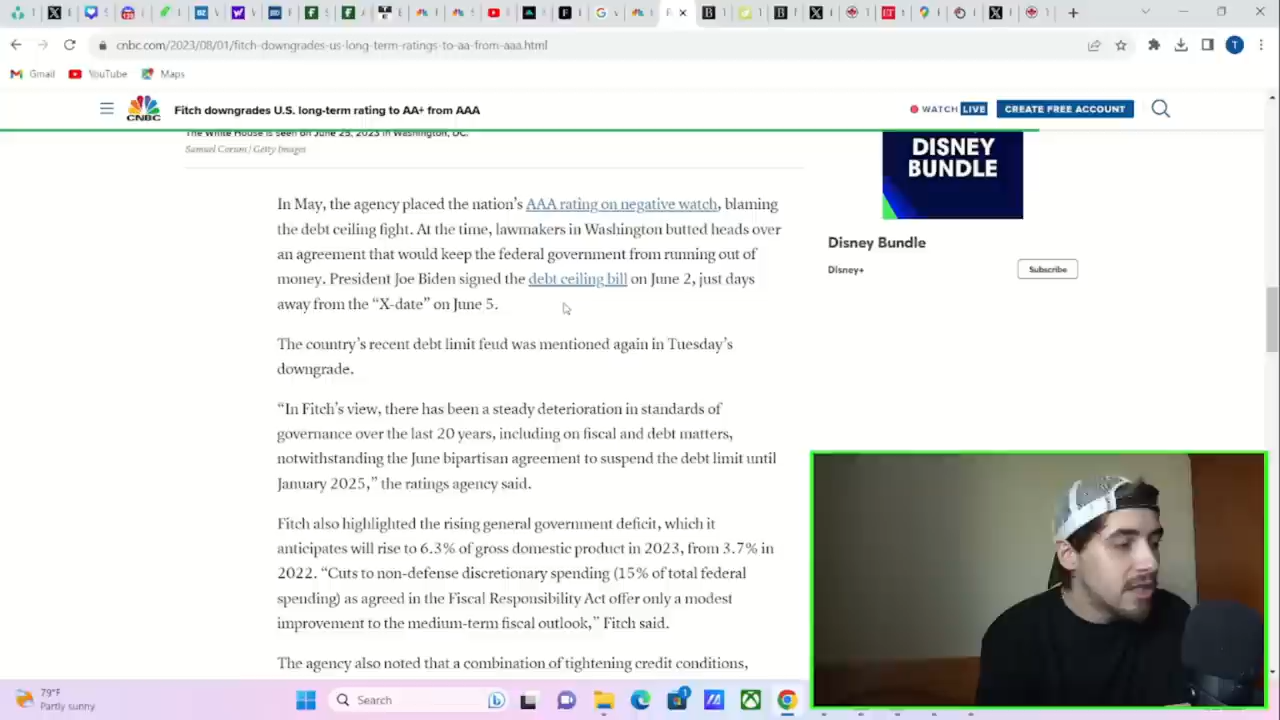 cnbc.com/2023/08/01/fitch-downgrades-us-long-term-ratings-to-aa-from-aaa.html
T
Gmail
YouTube
Maps
CNBC
Fitch downgrades U.S. long-term rating to AA+ from AAA
WATCH LIVE
CREATE FREE ACCOUNT
The White House is seen on June 25, 2023 in Washington, DC.
Samuel Corum / Getty Images
In May, the agency placed the nation's AAA rating on negative watch, blaming
the debt ceiling fight. At the time, lawmakers in Washington butted heads over
an agreement that would keep the federal government from running out of
money. President Joe Biden signed the debt ceiling bill on June 2, just days
away from the “X-date” on June 5.
The country’s recent debt limit feud was mentioned again in Tuesday’s
downgrade.
“In Fitch’s view, there has been a steady deterioration in standards of
governance over the last 20 years, including on fiscal and debt matters,
notwithstanding the June bipartisan agreement to suspend the debt limit until
January 2025,” the ratings agency said.
Fitch also highlighted the rising general government deficit, which it
anticipates will rise to 6.3% of gross domestic product in 2023, from 3.7% in
2022. “Cuts to non-defense discretionary spending (15% of total federal
spending) as agreed in the Fiscal Responsibility Act offer only a modest
improvement to the medium-term fiscal outlook,” Fitch said.
The agency also noted that a combination of tightening credit conditions,
DISNEY
BUNDLE
Disney Bundle
Disney+
Subscribe
79°F
Partly sunny
Search